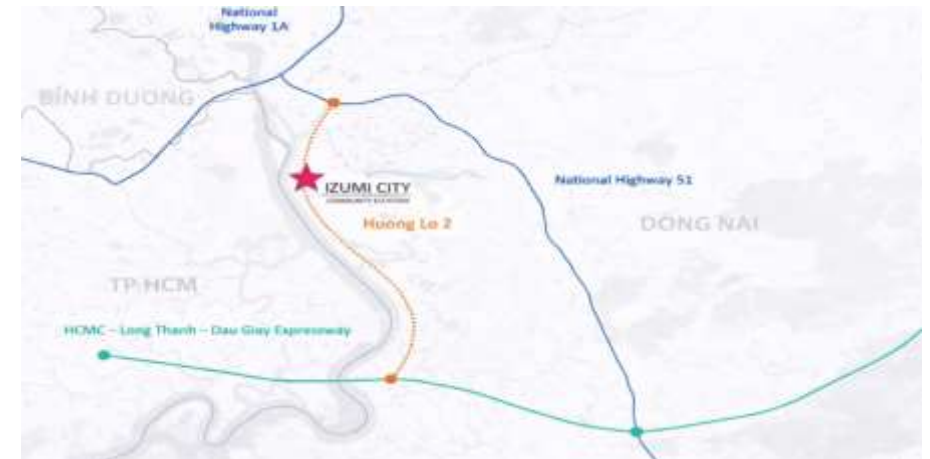 National
Highway 1A
BÌNH DƯƠNG
IZUMI CITY
National Highway 51
Hương Lo 2
DONG NAI
TP.HCM
HCMC - Long Thanh - Dau Giay Expressway